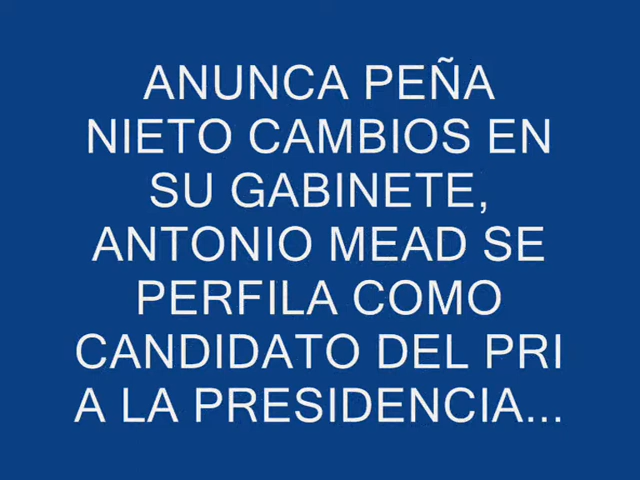 ANUNCA PEÑA
NIETO CAMBIOS EN
SU GABINETE,
ANTONIO MEAD SE
PERFILA COMO
CANDIDATO DEL PRI
A LA PRESIDENCIA...